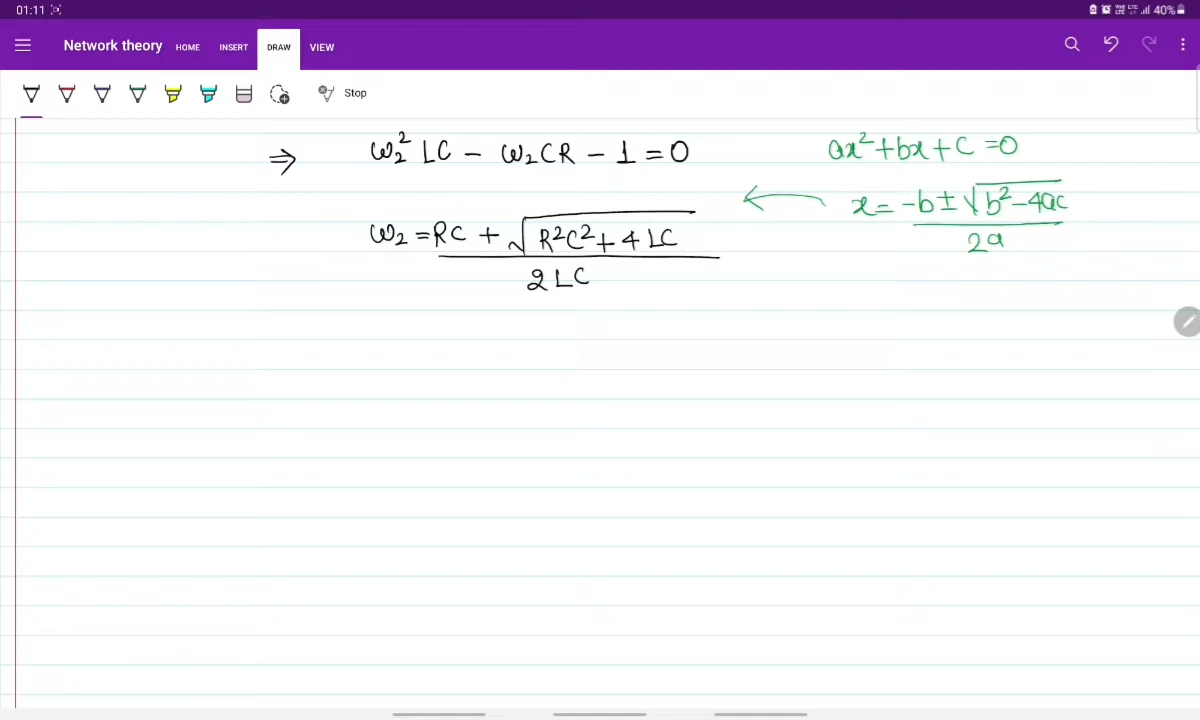 01:11 40%
Network theory HOME INSERT DRAW VIEW
Stop
⇒ ω₂² LC − ω₂CR − 1 = 0
ω₂ = RC + √(R²C² + 4LC)
2LC
ax² + bx + C = 0
x = −b ± √(b² − 4ac)
2a